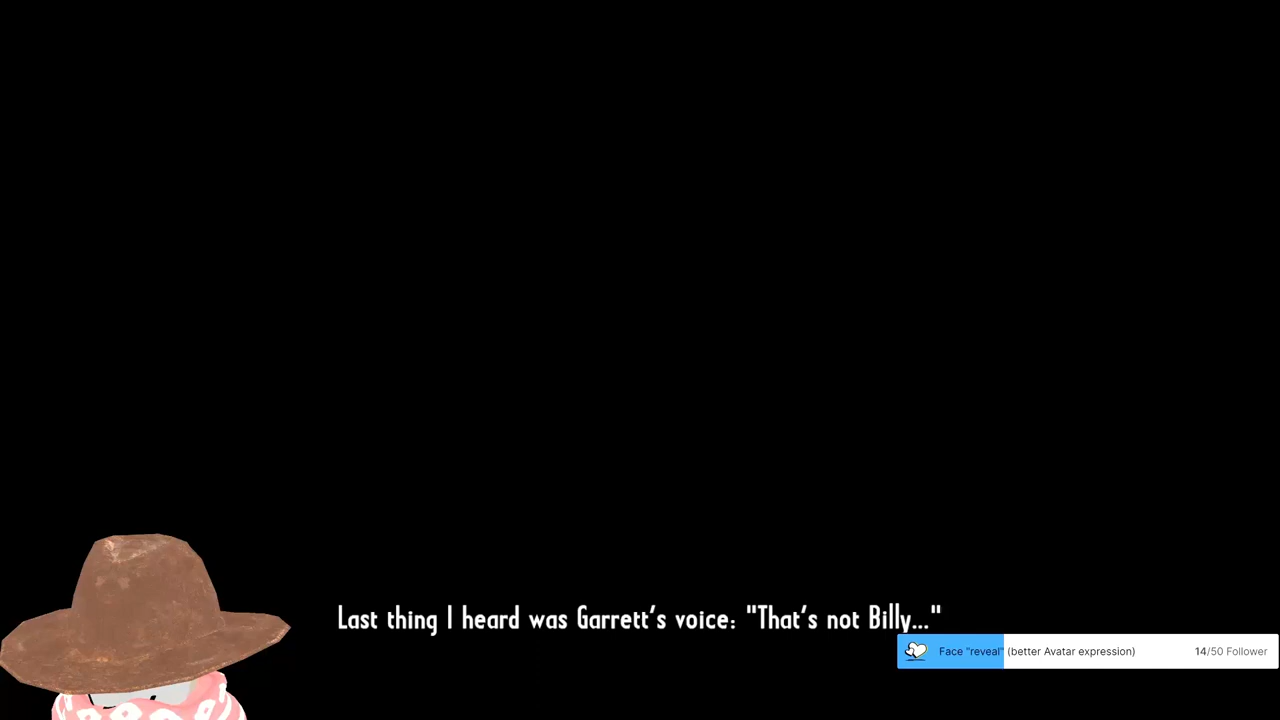 Last thing I heard was Garrett's voice: "That's not Billy..."
Face "reveal" (better Avatar expression) 14/50 Follower